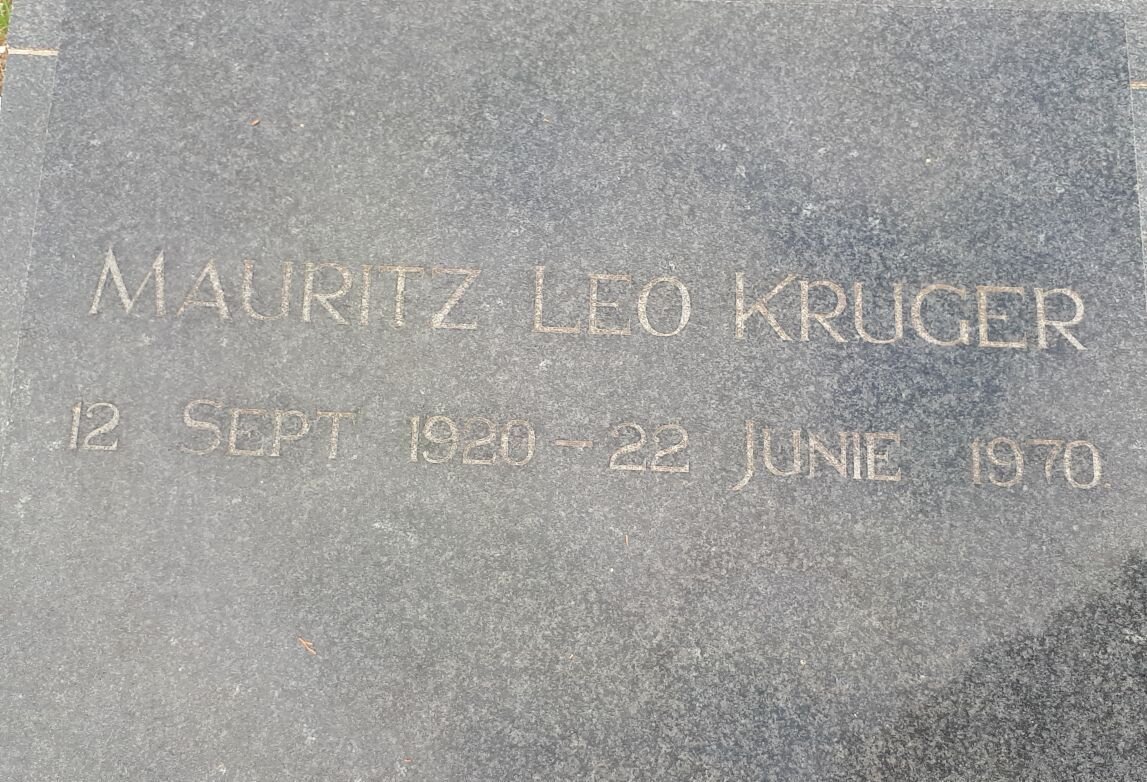 MAURITZ LEO KRUGER
12 SEPT 1920 – 22 JUNIE 1970.